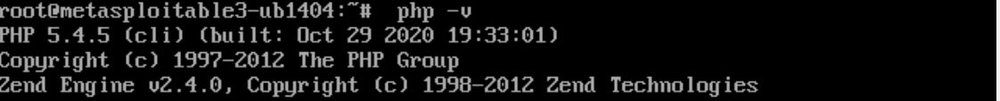 root@metasploitable3-ub1404:~#  php -v
PHP 5.4.5 (cli) (built: Oct 29 2020 19:33:01)
Copyright (c) 1997-2012 The PHP Group
Zend Engine v2.4.0, Copyright (c) 1998-2012 Zend Technologies